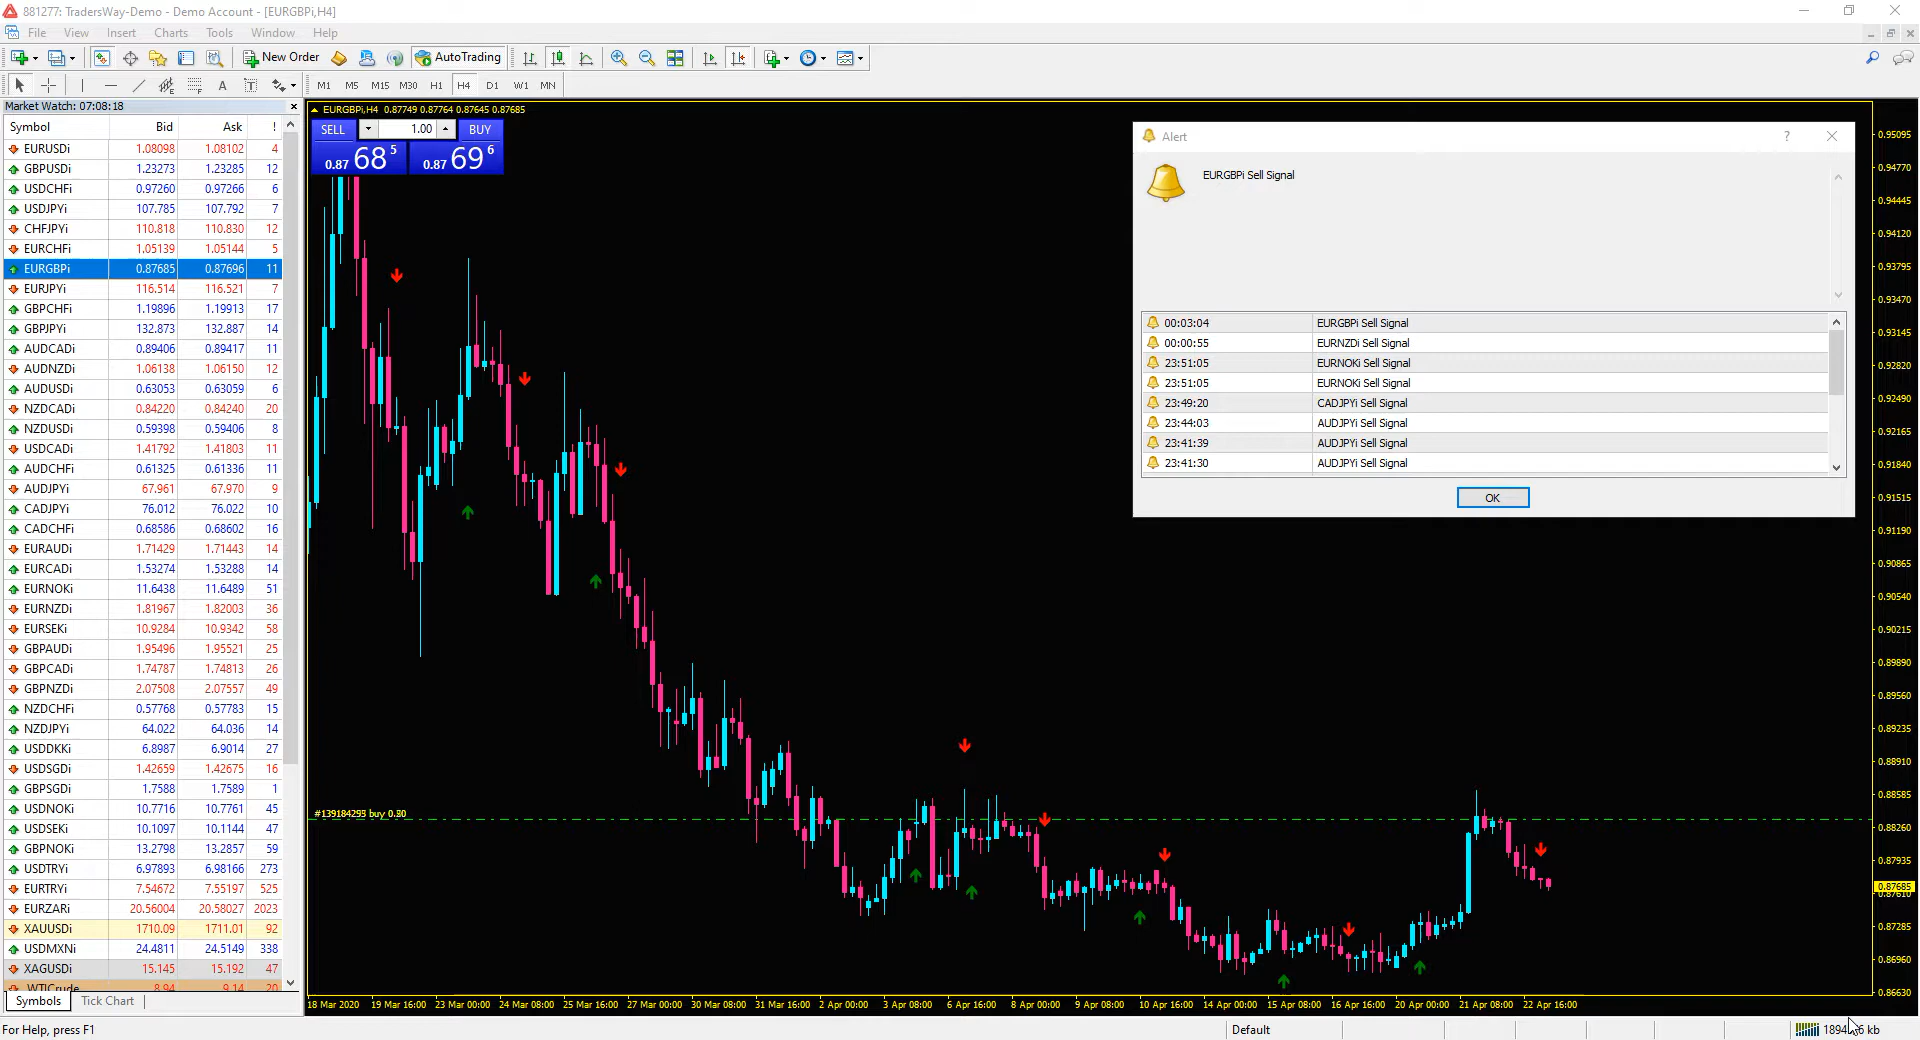 881277: TradersWay-Demo - Demo Account - [EURGBPi,H4]
File View Insert Charts Tools Window Help
New Order AutoTrading
A T M1 M5 M15 M30 H1 H4 D1 W1 MN
Market Watch: 07:08:18
Symbol Bid Ask !
EURUSDi 1.08098 1.08102 4
GBPUSDi 1.23273 1.23285 12
USDCHFi 0.97260 0.97266 6
USDJPYi 107.785 107.792 7
CHFJPYi 110.818 110.830 12
EURCHFi 1.05139 1.05144 5
EURGBPi 0.87685 0.87696 11
EURJPYi 116.514 116.521 7
GBPCHFi 1.19896 1.19913 17
GBPJPYi 132.873 132.887 14
AUDCADi 0.89406 0.89417 11
AUDNZDi 1.06138 1.06150 12
AUDUSDi 0.63053 0.63059 6
NZDCADi 0.84220 0.84240 20
NZDUSDi 0.59398 0.59406 8
USDCADi 1.41792 1.41803 11
AUDCHFi 0.61325 0.61336 11
AUDJPYi 67.961 67.970 9
CADJPYi 76.012 76.022 10
CADCHFi 0.68586 0.68602 16
EURAUDi 1.71429 1.71443 14
EURCADi 1.53274 1.53288 14
EURNOKi 11.6438 11.6489 51
EURNZDi 1.81967 1.82003 36
EURSEKi 10.9284 10.9342 58
GBPAUDi 1.95496 1.95521 25
GBPCADi 1.74787 1.74813 26
GBPNZDi 2.07508 2.07557 49
NZDCHFi 0.57768 0.57783 15
NZDJPYi 64.022 64.036 14
USDDKKi 6.8987 6.9014 27
USDSGDi 1.42659 1.42675 16
GBPSGDi 1.7588 1.7589 1
USDNOKi 10.7716 10.7761 45
USDSEKi 10.1097 10.1144 47
GBPNOKi 13.2798 13.2857 59
USDTRYi 6.97893 6.98166 273
EURTRYi 7.54672 7.55197 525
EURZARi 20.56004 20.58027 2023
XAUUSDi 1710.09 1711.01 92
USDMXNi 24.4811 24.5149 338
XAGUSDi 15.145 15.192 47
WTICrude 8.94 9.14 20
Symbols Tick Chart
For Help, press F1
EURGBPi,H4 0.87749 0.87764 0.87645 0.87685
SELL 1.00 BUY
0.87 68 5 0.87 69 6
Alert ?
EURGBPi Sell Signal
00:03:04 EURGBPi Sell Signal
00:00:55 EURNZDi Sell Signal
23:51:05 EURNOKi Sell Signal
23:51:05 EURNOKi Sell Signal
23:49:20 CADJPYi Sell Signal
23:44:03 AUDJPYi Sell Signal
23:41:39 AUDJPYi Sell Signal
23:41:30 AUDJPYi Sell Signal
OK
0.95095
0.94770
0.94445
0.94120
0.93795
0.93470
0.93145
0.92820
0.92490
0.92165
0.91840
0.91515
0.91190
0.90865
0.90540
0.90215
0.89890
0.89560
0.89235
0.88910
0.88585
0.88260
0.87935
0.87685
0.87610
0.87285
0.86960
0.86630
18 Mar 2020 19 Mar 16:00 23 Mar 00:00 24 Mar 08:00 25 Mar 16:00 27 Mar 00:00 30 Mar 08:00 31 Mar 16:00 2 Apr 00:00 3 Apr 08:00 6 Apr 16:00 8 Apr 00:00 9 Apr 08:00 10 Apr 16:00 14 Apr 00:00 15 Apr 08:00 16 Apr 16:00 20 Apr 00:00 21 Apr 08:00 22 Apr 16:00
Default
kb